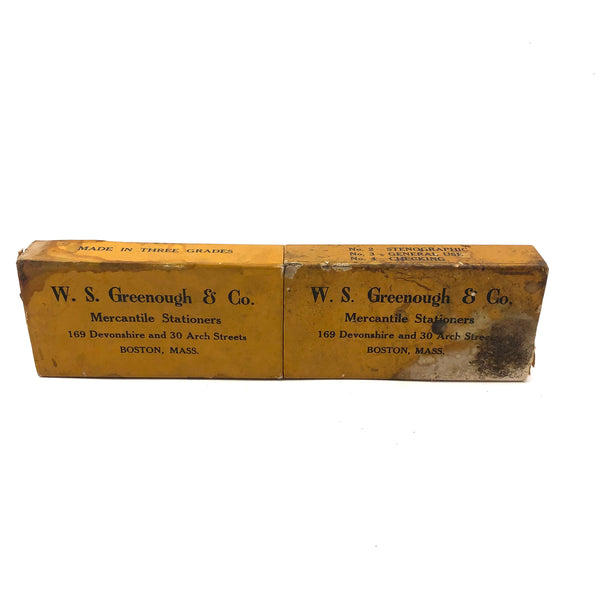 MADE IN THREE GRADES
W. S. Greenough & Co.
Mercantile Stationers
169 Devonshire and 30 Arch Streets
BOSTON, MASS.
No. 2 - STENOGRAPHIC
No. 3 - GENERAL USE
No. 4 - CHECKING
W. S. Greenough & Co.
Mercantile Stationers
169 Devonshire and 30 Arch Streets
BOSTON, MASS.